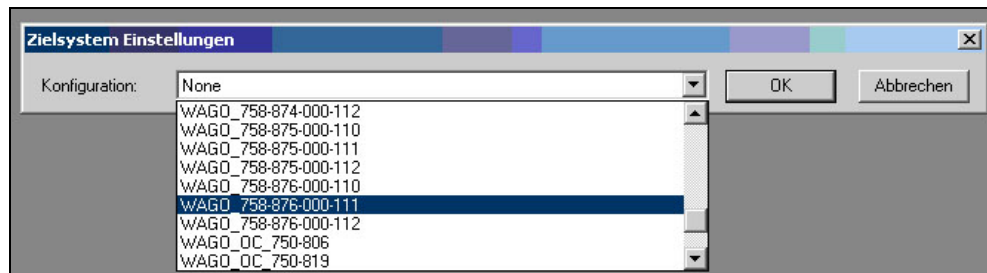 Zielsystem Einstellungen
Konfiguration: None OK Abbrechen
WAGO_758-874-000-112
WAGO_758-875-000-110
WAGO_758-875-000-111
WAGO_758-875-000-112
WAGO_758-876-000-110
WAGO_758-876-000-111
WAGO_758-876-000-112
WAGO_OC_750-806
WAGO_OC_750-819